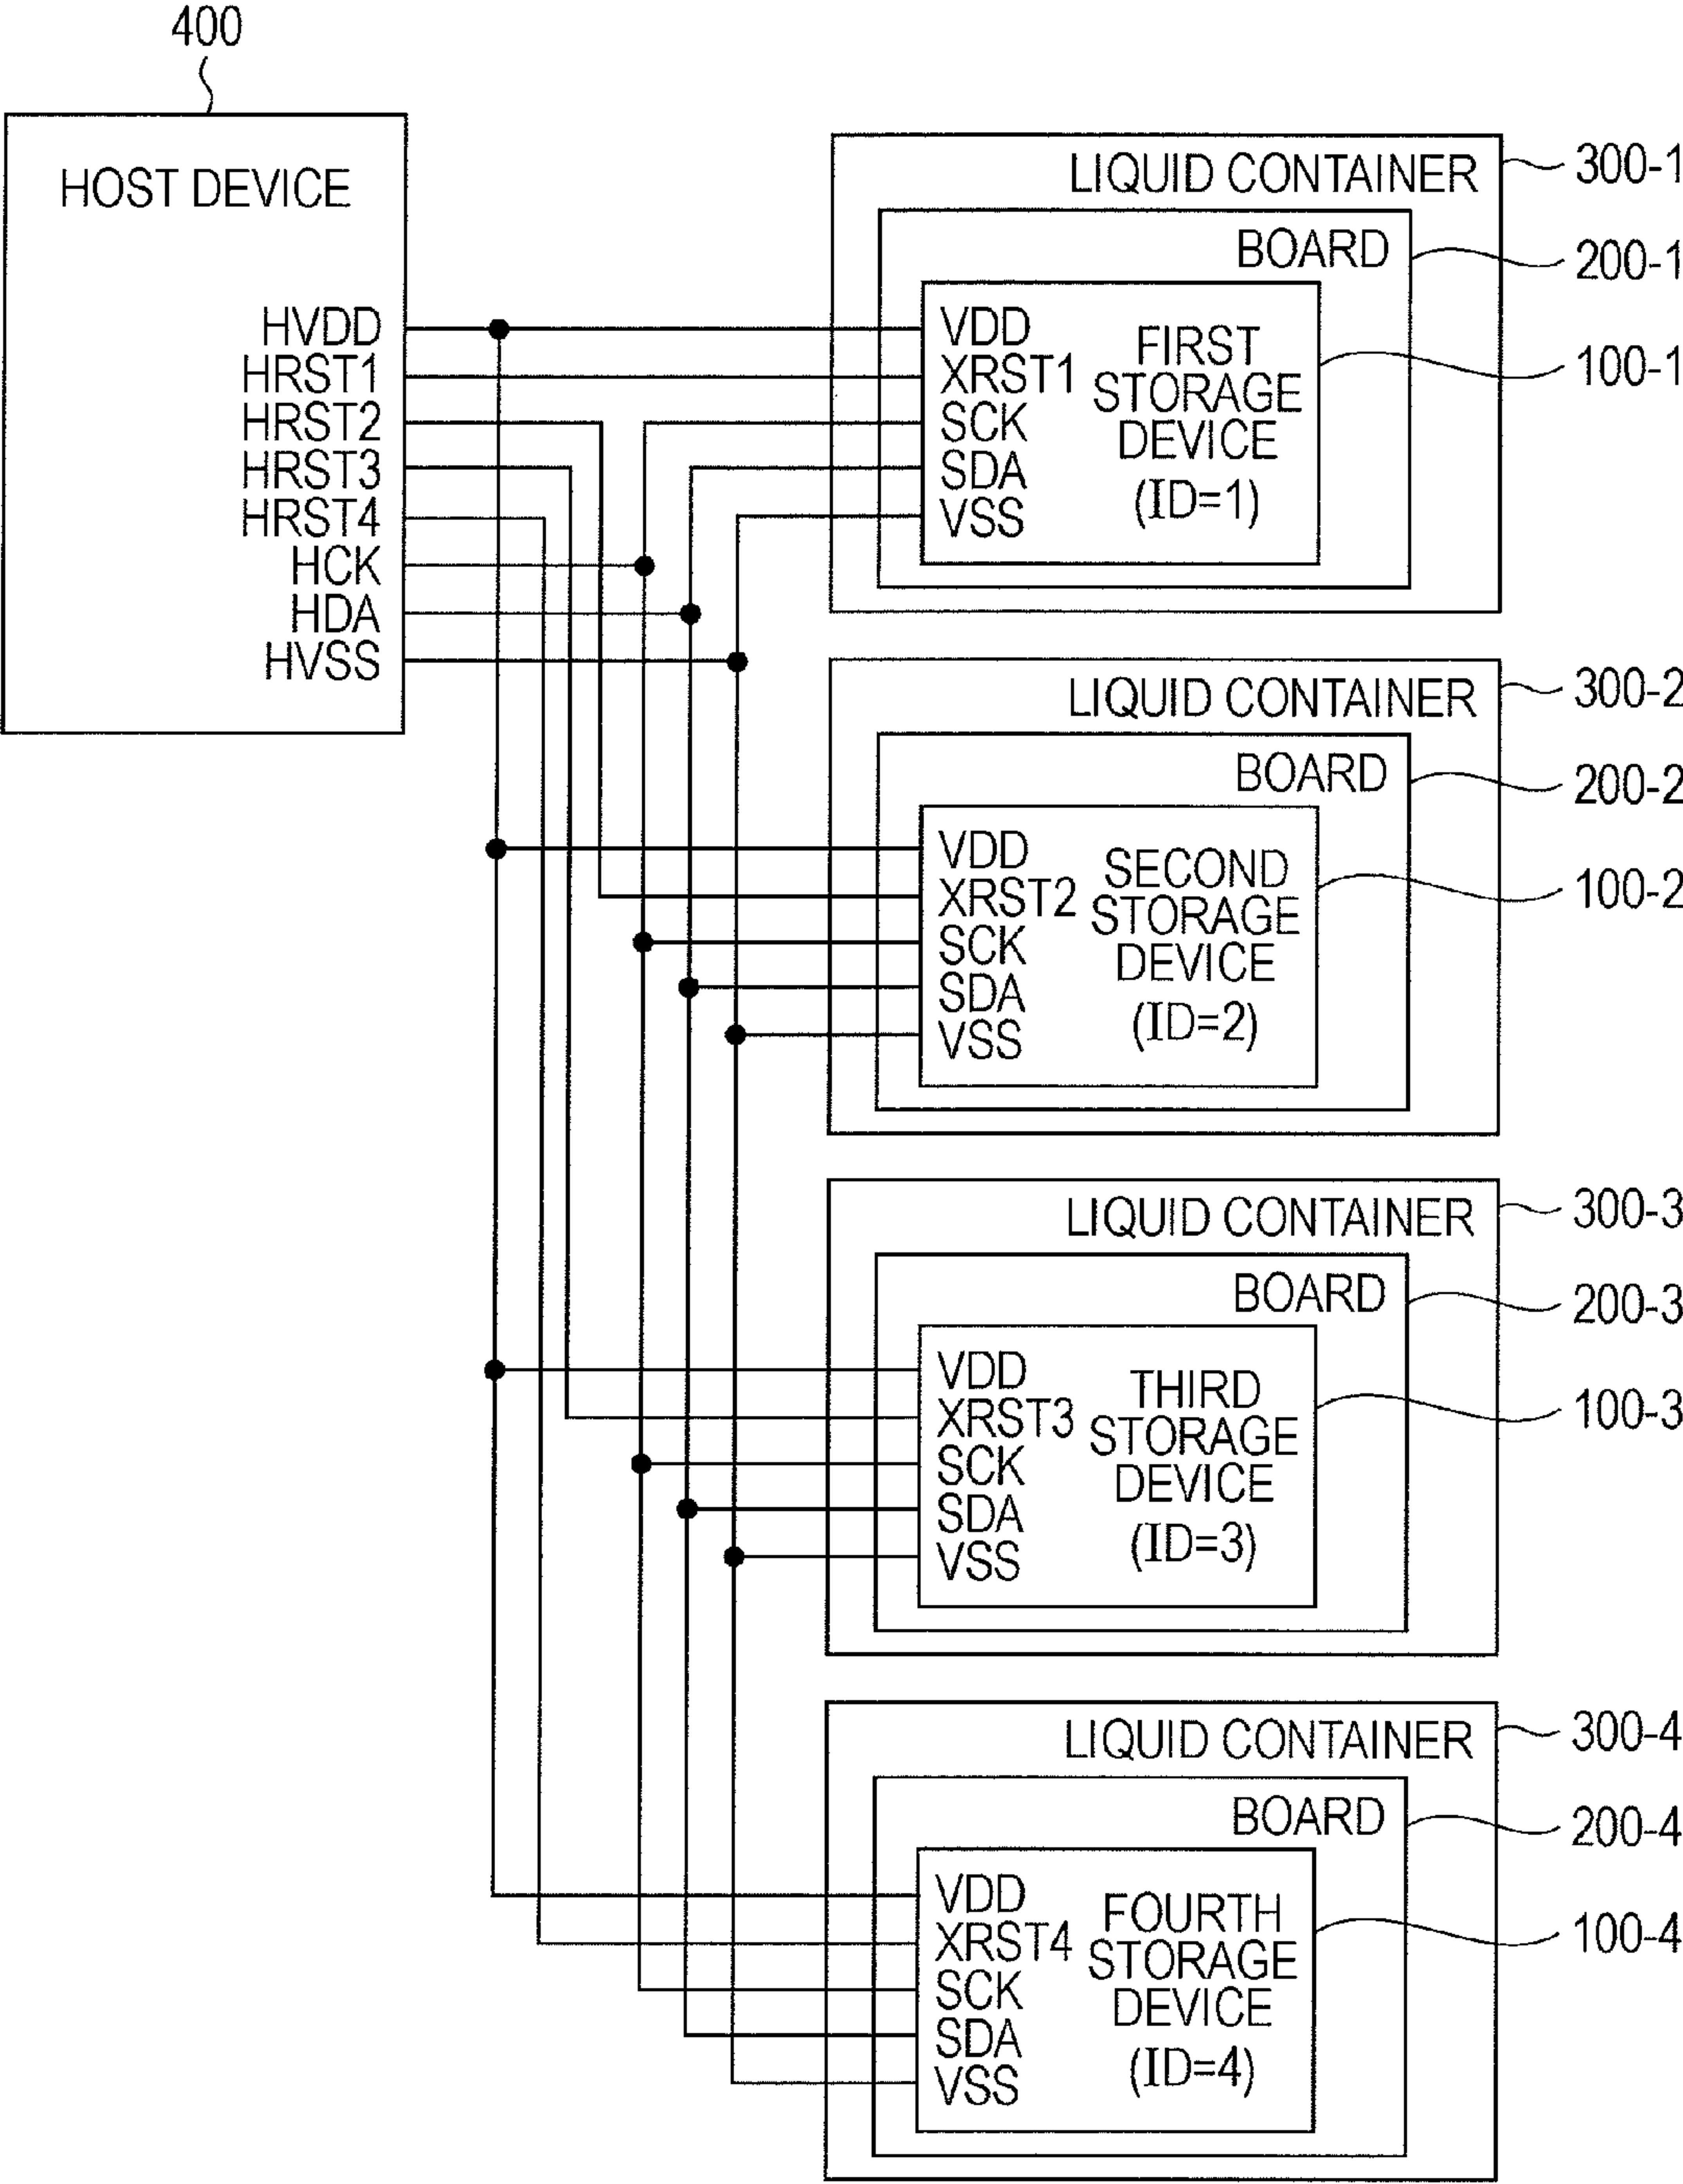 400
HOST DEVICE
HVDD
HRST1
HRST2
HRST3
HRST4
HCK
HDA
HVSS
LIQUID CONTAINER
300-1
BOARD
200-1
VDD
XRST1
SCK
SDA
VSS
FIRST
STORAGE
DEVICE
(ID=1)
100-1
LIQUID CONTAINER
300-2
BOARD
200-2
VDD
XRST2
SCK
SDA
VSS
SECOND
STORAGE
DEVICE
(ID=2)
100-2
LIQUID CONTAINER
300-3
BOARD
200-3
VDD
XRST3
SCK
SDA
VSS
THIRD
STORAGE
DEVICE
(ID=3)
100-3
LIQUID CONTAINER
300-4
BOARD
200-4
VDD
XRST4
SCK
SDA
VSS
FOURTH
STORAGE
DEVICE
(ID=4)
100-4